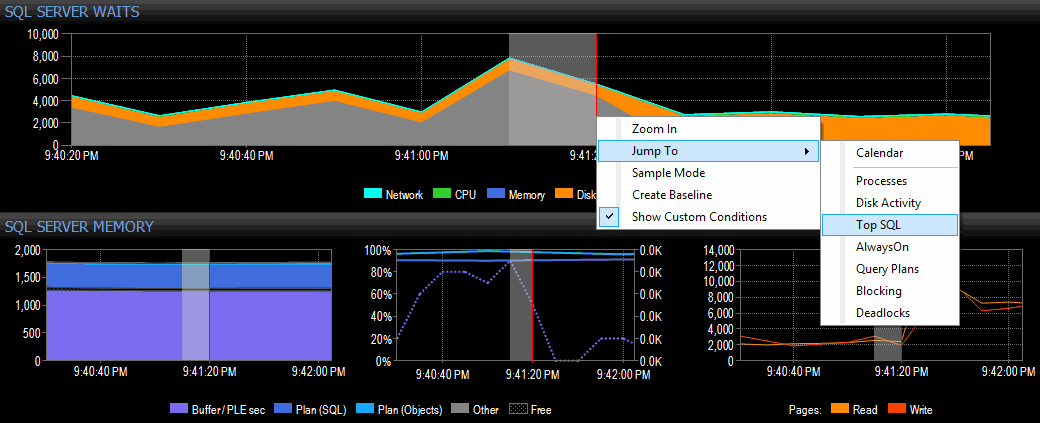 SQL SERVER WAITS
10,000
8,000
6,000
4,000
2,000
0
9:40:20 PM 9:40:40 PM 9:41:00 PM 9:41:2 PM
Network CPU Memory Disk
Zoom In
Jump To
Sample Mode
Create Baseline
Show Custom Conditions
Calendar
Processes
Disk Activity
Top SQL
AlwaysOn
Query Plans
Blocking
Deadlocks
SQL SERVER MEMORY
2,000
1,500
1,000
500
0
9:40:40 PM 9:41:20 PM 9:42:00 PM
100%
80%
60%
40%
20%
0%
0.0K
0.0K
0.0K
0.0K
0.0K
0.0K
9:40:40 PM 9:41:20 PM 9:42:00 PM
14,000
12,000
10,000
8,000
6,000
4,000
2,000
0
9:40:40 PM 9:41:20 PM 9:42:00 PM
Buffer / PLE sec Plan (SQL) Plan (Objects) Other Free
Pages: Read Write